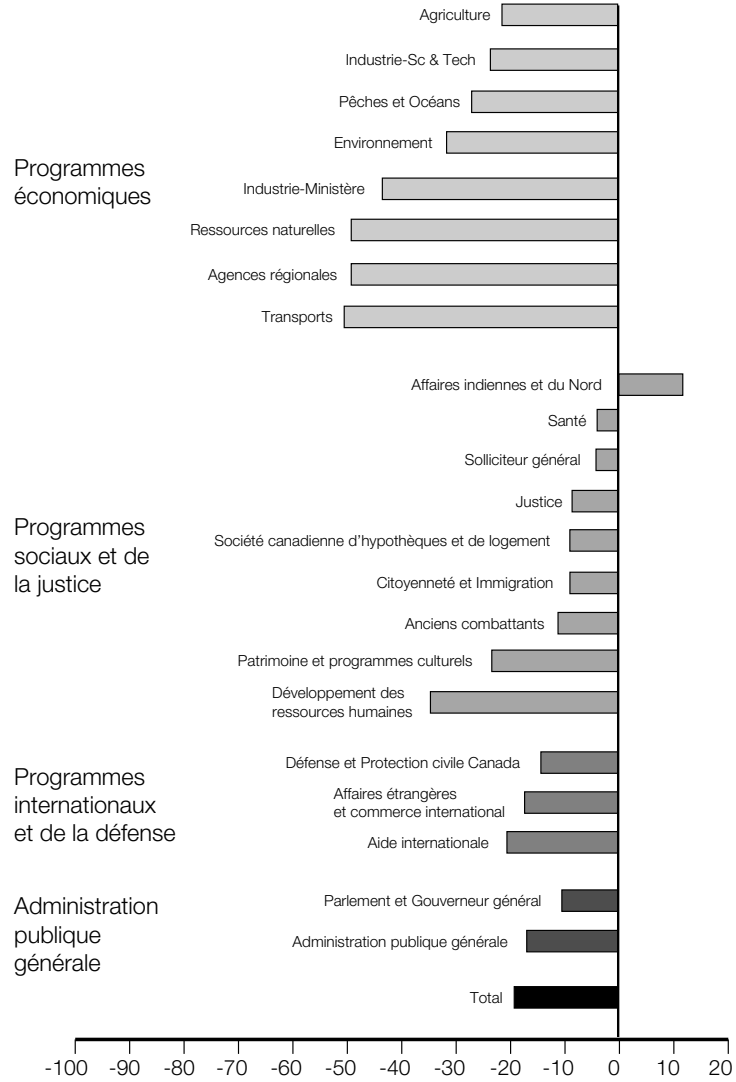 Programmes
économiques
Agriculture
Industrie-Sc & Tech
Pêches et Océans
Environnement
Industrie-Ministère
Ressources naturelles
Agences régionales
Transports
Programmes
sociaux et de
la justice
Affaires indiennes et du Nord
Santé
Solliciteur général
Justice
Société canadienne d’hypothèques et de logement
Citoyenneté et Immigration
Anciens combattants
Patrimoine et programmes culturels
Développement des
ressources humaines
Programmes
internationaux
et de la défense
Défense et Protection civile Canada
Affaires étrangères
et commerce international
Aide internationale
Administration
publique
générale
Parlement et Gouverneur général
Administration publique générale
Total
-100 -90 -80 -70 -60 -50 -40 -30 -20 -10 0 10 20